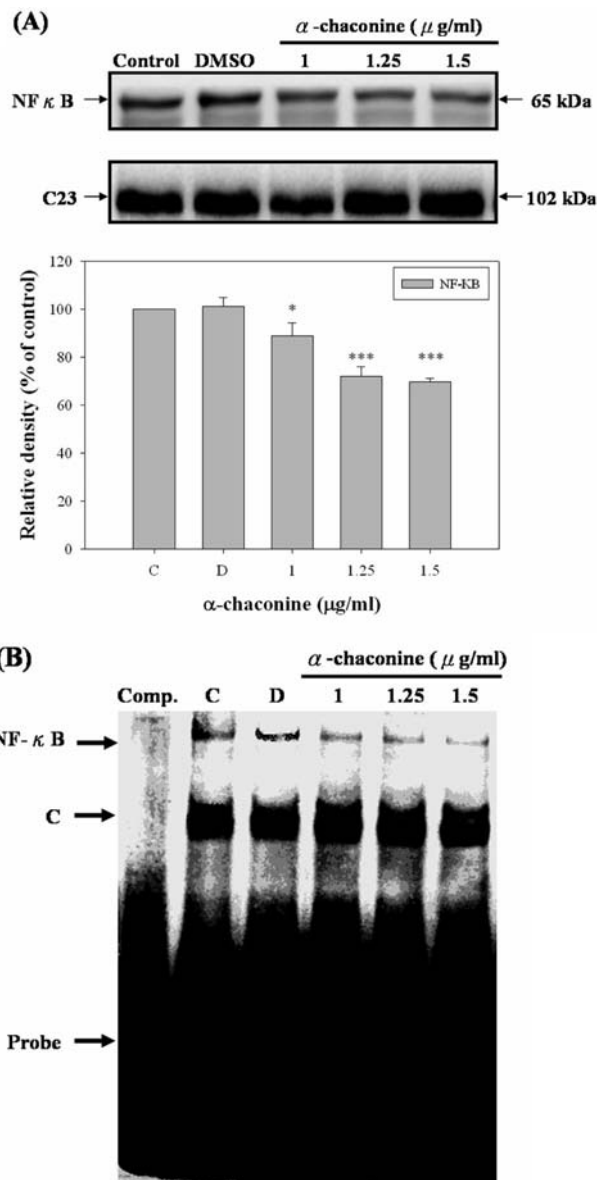 (A)
α-chaconine ( μ g/ml)
Control DMSO 1 1.25 1.5
NF κ B 65 kDa
C23 102 kDa
120
100
80
60
40
20
0
Relative density (% of control)
NF-KB
*
***
***
C D 1 1.25 1.5
α-chaconine (μg/ml)
(B)
α-chaconine ( μ g/ml)
Comp. C D 1 1.25 1.5
NF- κ B
C
Probe